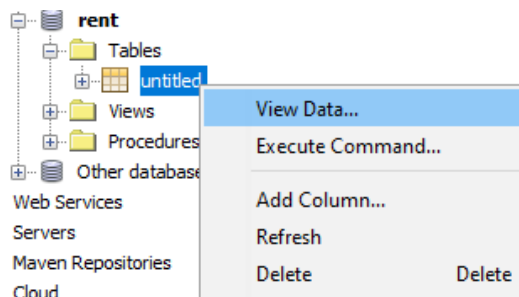 rent
Tables
untitled
Views
Procedures
Other database
Web Services
Servers
Maven Repositories
Cloud
View Data...
Execute Command...
Add Column...
Refresh
Delete Delete